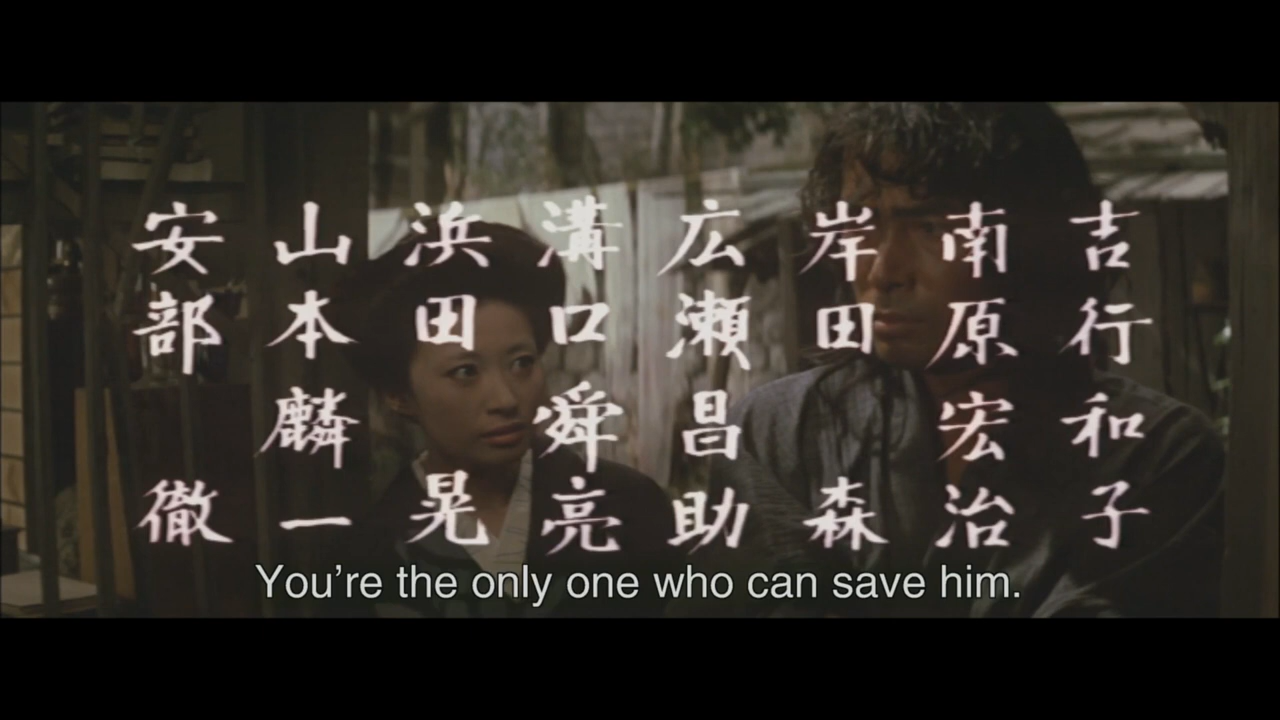 吉行和子
南原宏治
岸田森
広瀬昌助
溝口舜亮
浜田晃
山本麟一
安部徹
You're the only one who can save him.